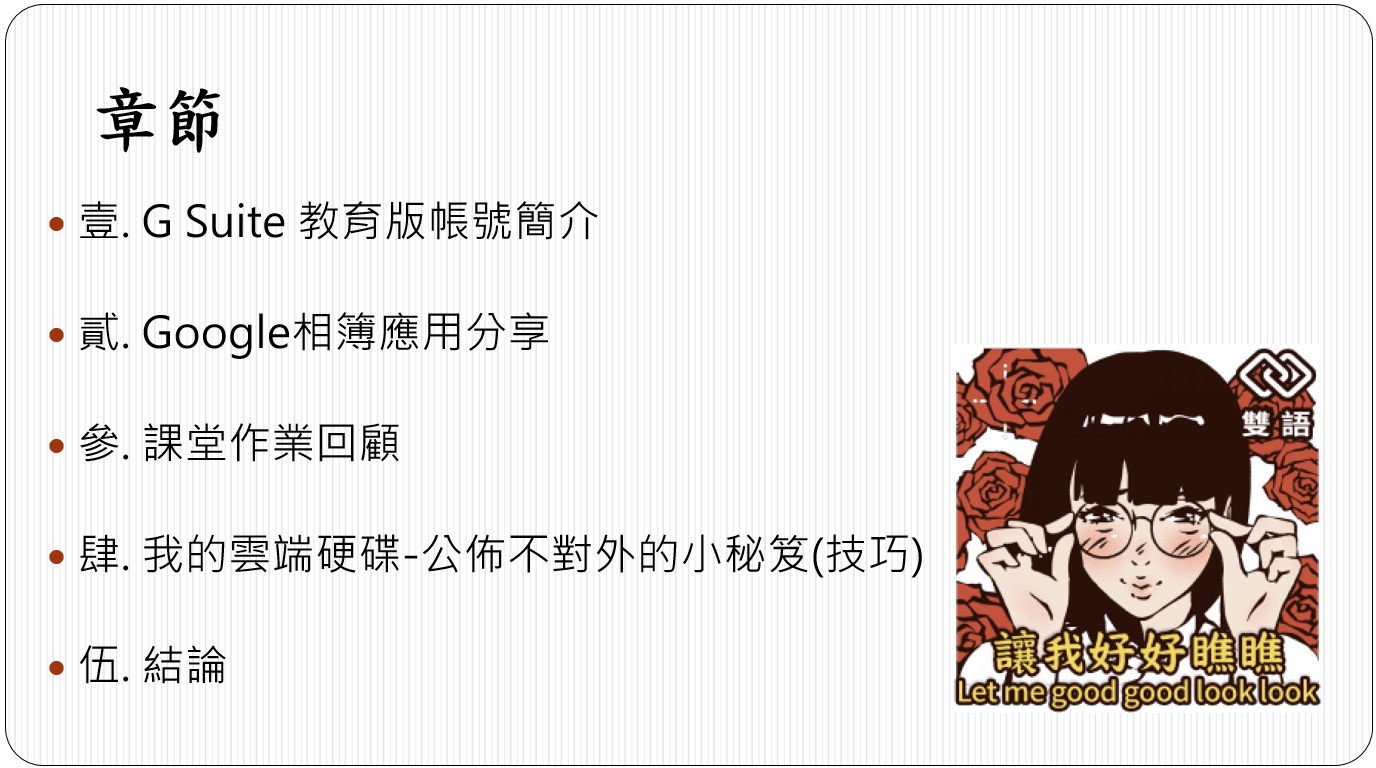 章節
壹. G Suite 教育版帳號簡介
貳. Google相簿應用分享
參. 課堂作業回顧
肆. 我的雲端硬碟-公佈不對外的小秘笈(技巧)
伍. 結論
雙語
讓我好好瞧瞧
Let me good good look look